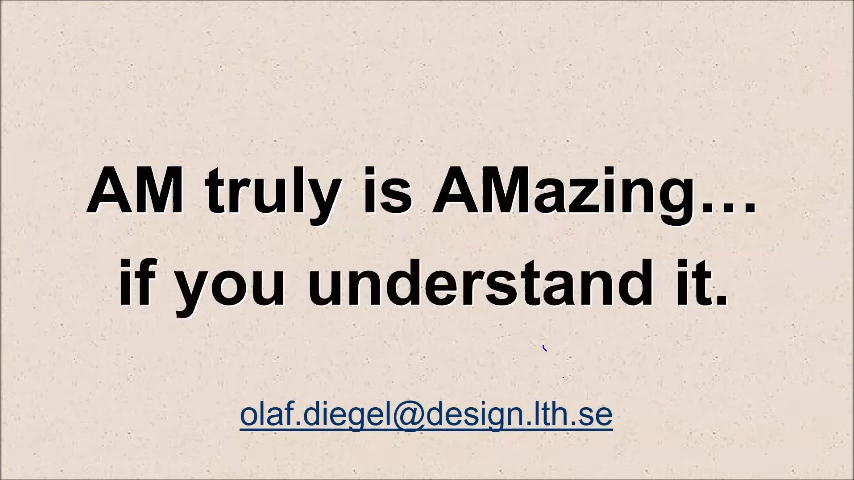 AM truly is AMazing…
if you understand it.
olaf.diegel@design.lth.se